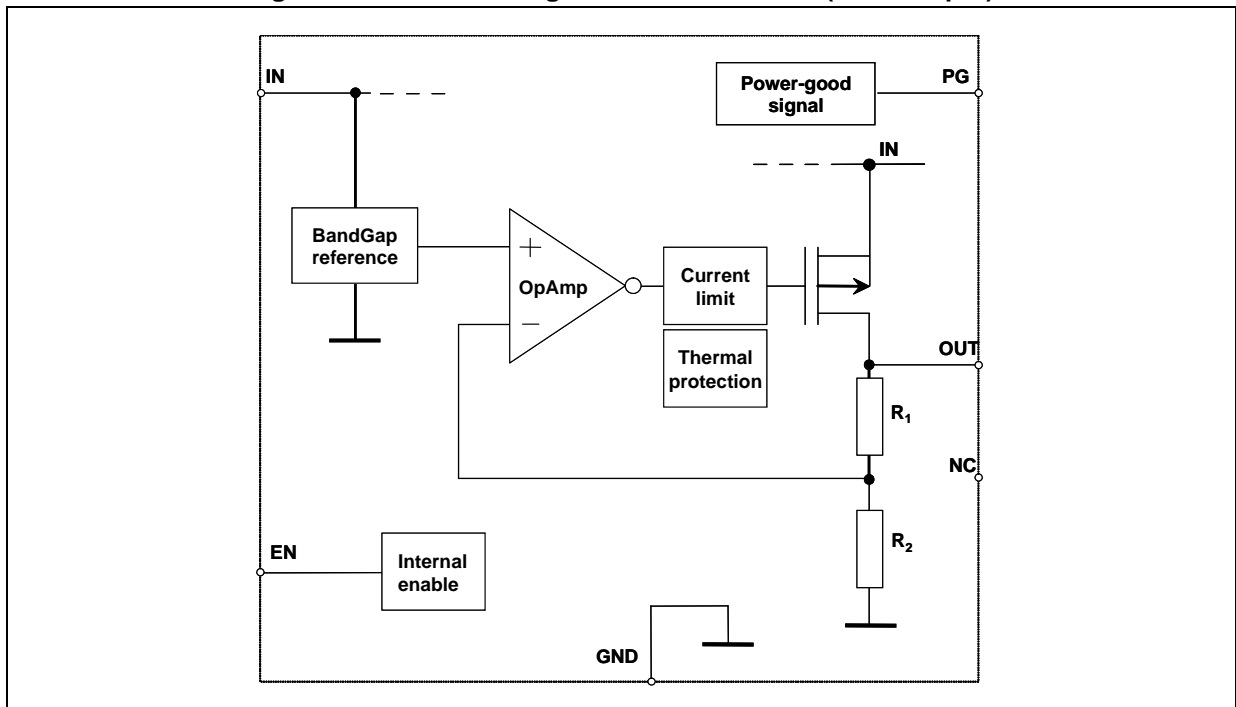 IN
Power-good
signal
PG
IN
BandGap
reference
+
OpAmp
−
Current
limit
Thermal
protection
OUT
R1
NC
R2
EN
Internal
enable
GND